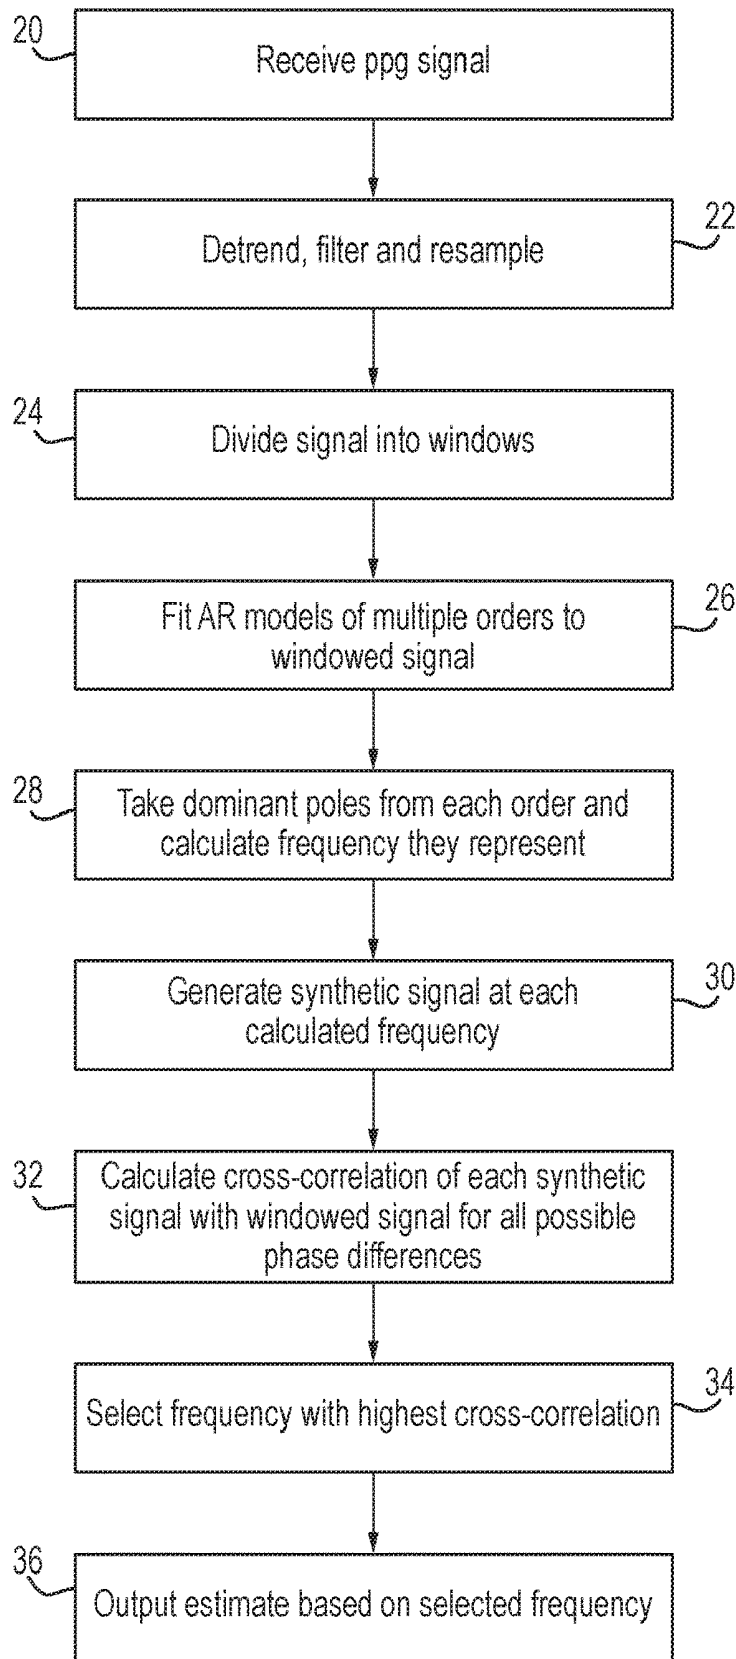 20
Receive ppg signal
Detrend, filter and resample
22
24
Divide signal into windows
Fit AR models of multiple orders to
windowed signal
26
28
Take dominant poles from each order and
calculate frequency they represent
Generate synthetic signal at each
calculated frequency
30
32
Calculate cross-correlation of each synthetic
signal with windowed signal for all possible
phase differences
Select frequency with highest cross-correlation
34
36
Output estimate based on selected frequency